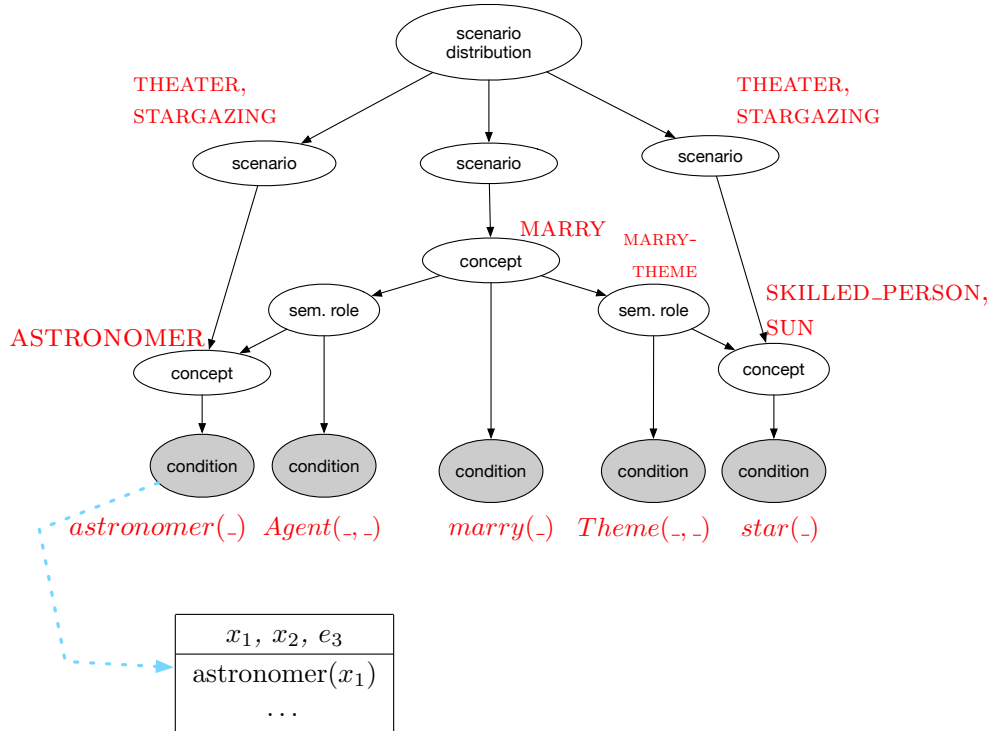 scenario
distribution
THEATER,
STARGAZING
THEATER,
STARGAZING
scenario
scenario
scenario
MARRY
MARRY-
THEME
concept
sem. role
sem. role
SKILLED_PERSON,
SUN
ASTRONOMER
concept
concept
condition
condition
condition
condition
condition
astronomer(_)
Agent(_, _)
marry(_)
Theme(_, _)
star(_)
x₁, x₂, e₃
astronomer(x₁)
...